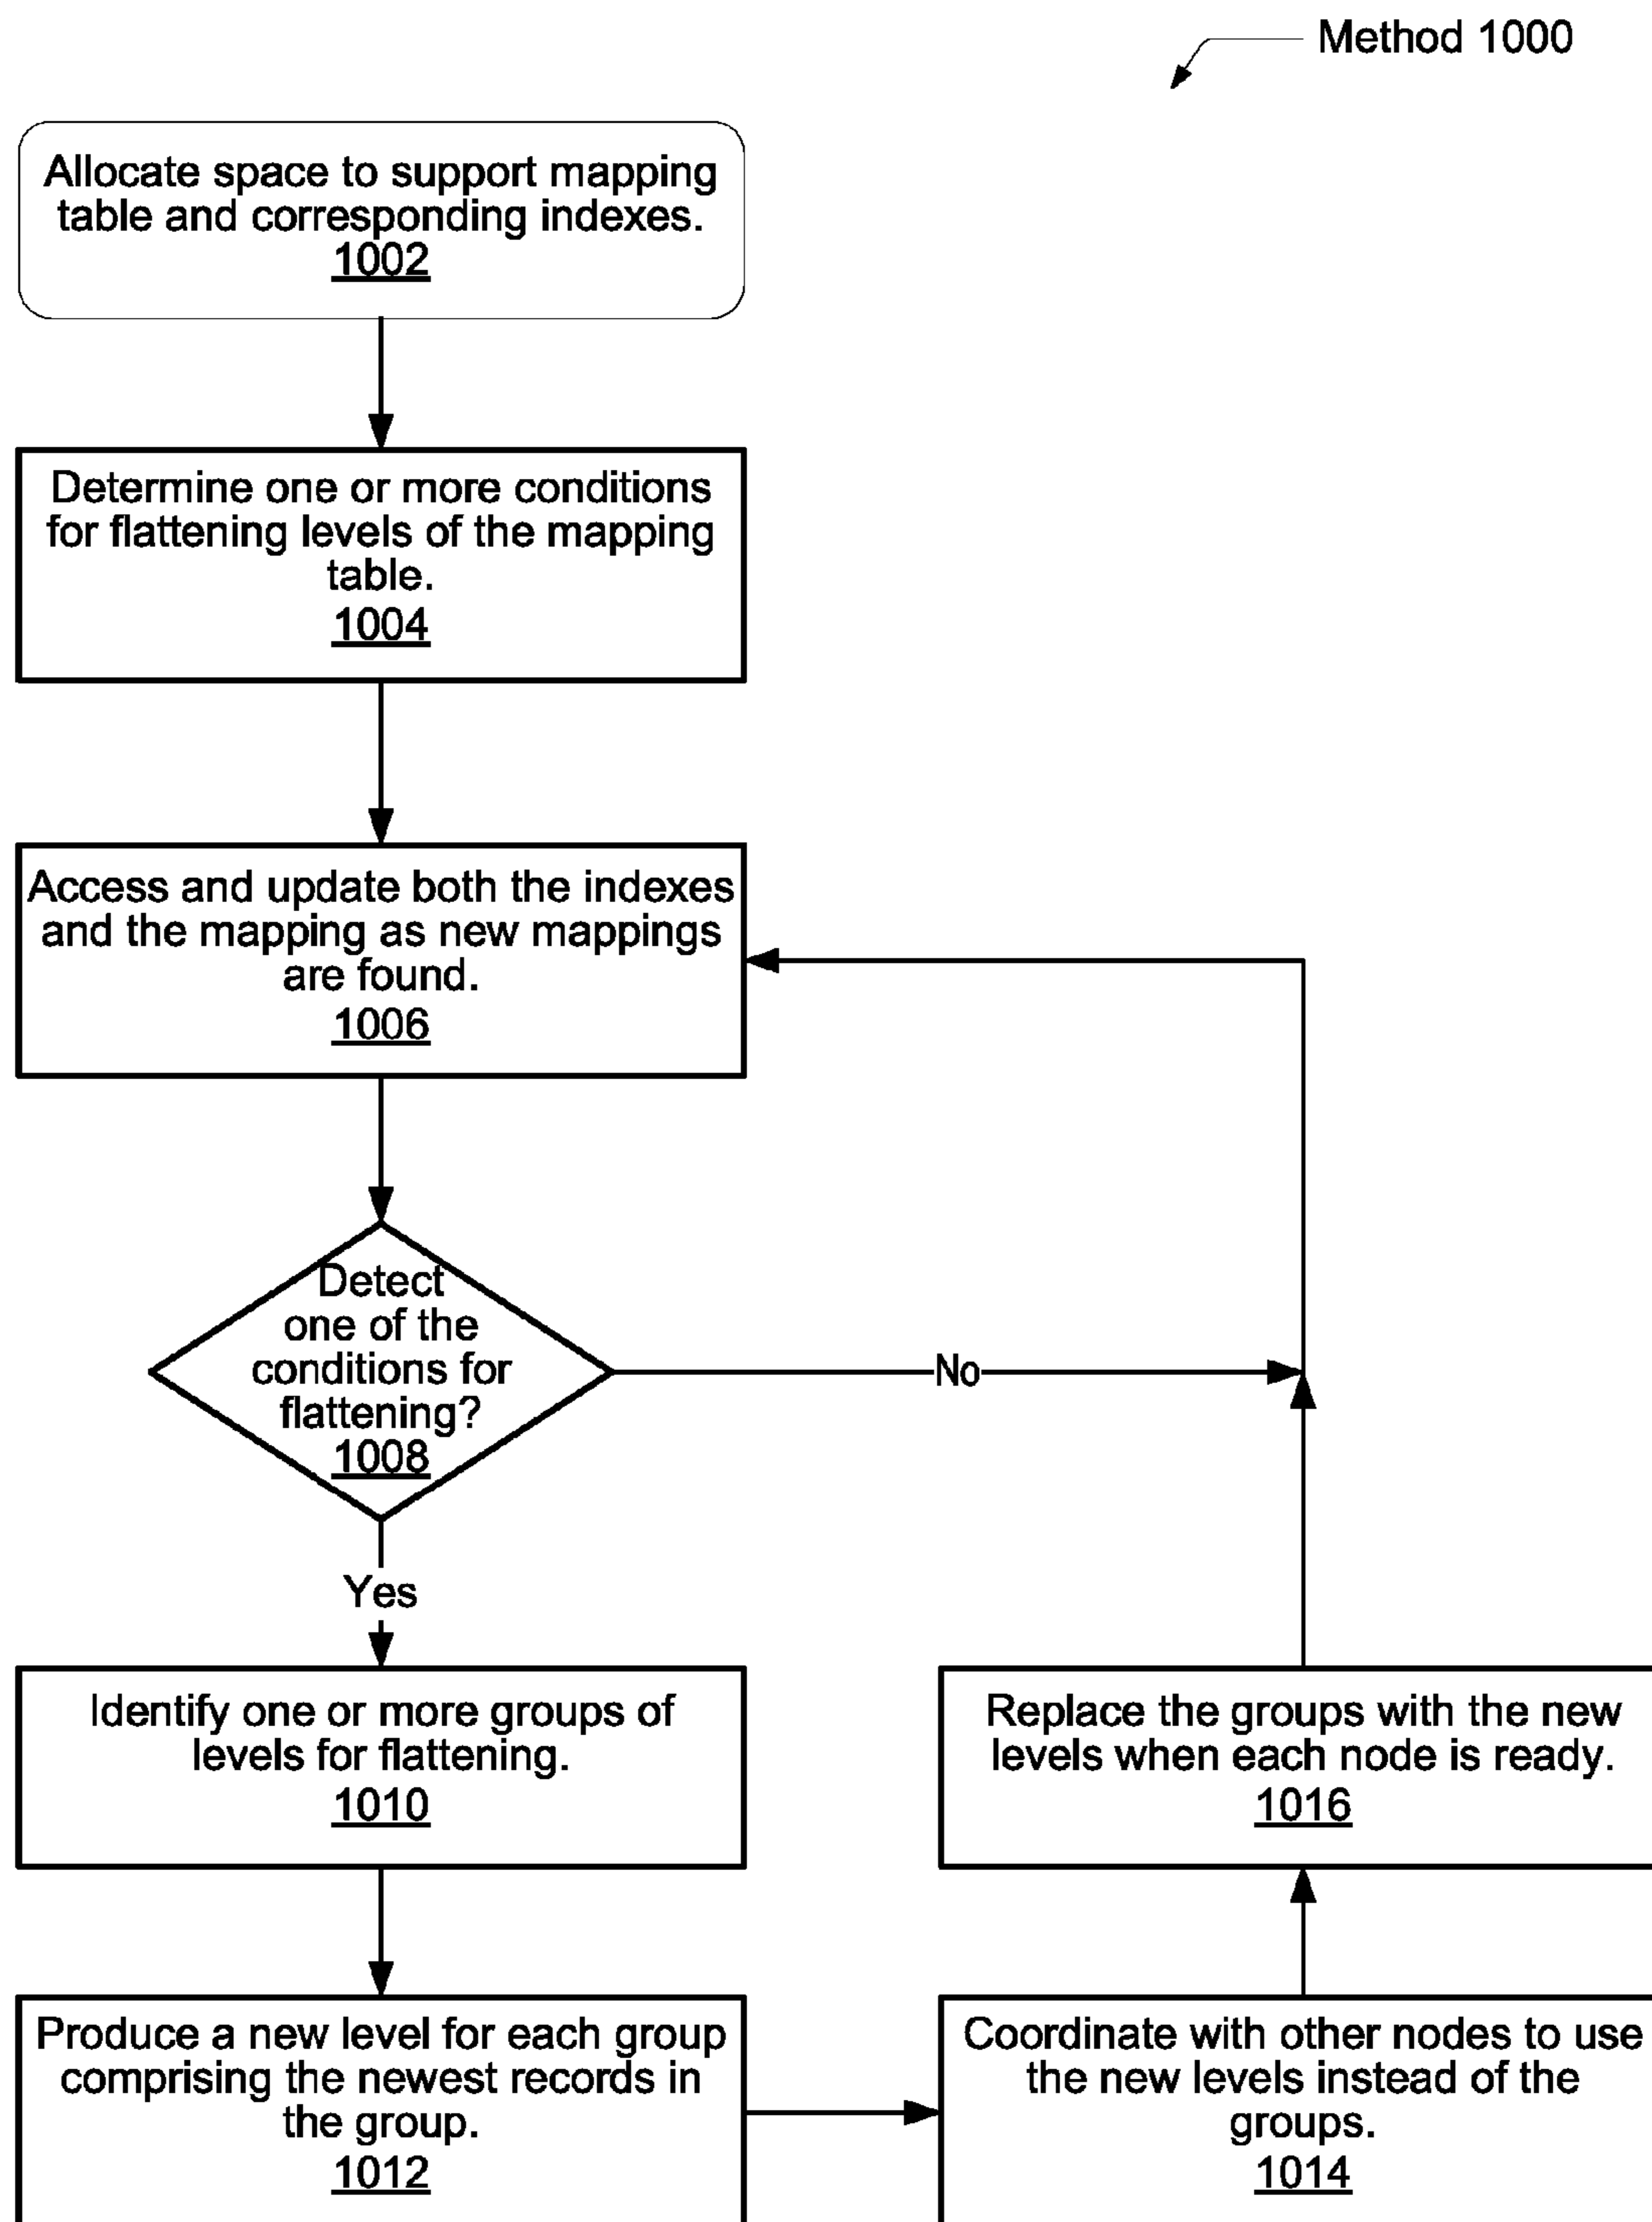 Method 1000
Allocate space to support mapping
table and corresponding indexes.
1002
Determine one or more conditions
for flattening levels of the mapping
table.
1004
Access and update both the indexes
and the mapping as new mappings
are found.
1006
Detect
one of the
conditions for
flattening?
1008
No
Yes
Identify one or more groups of
levels for flattening.
1010
Replace the groups with the new
levels when each node is ready.
1016
Produce a new level for each group
comprising the newest records in
the group.
1012
Coordinate with other nodes to use
the new levels instead of the
groups.
1014